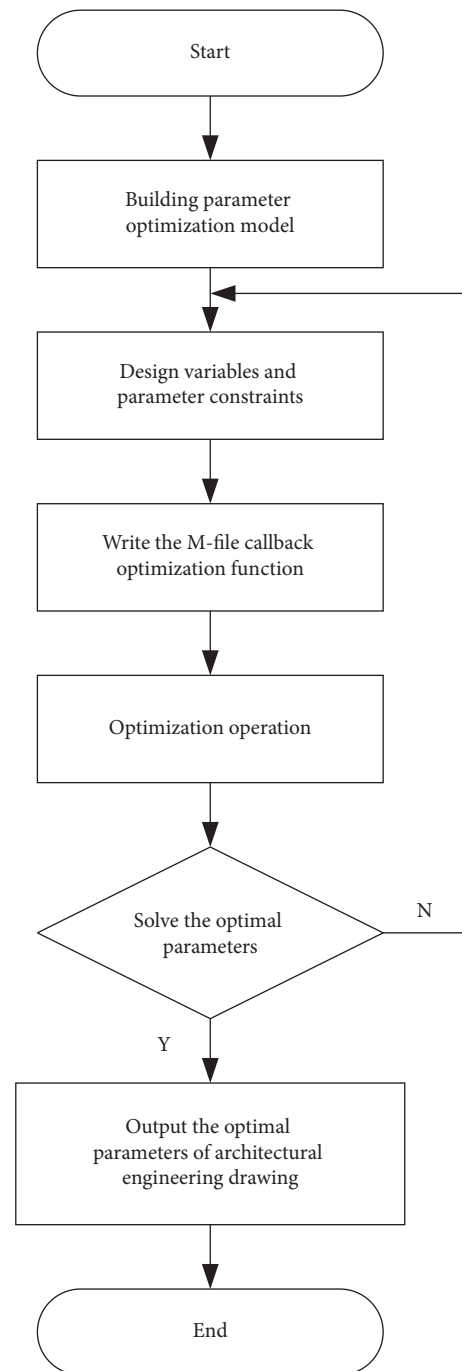 Start
Building parameter
optimization model
Design variables and
parameter constraints
Write the M-file callback
optimization function
Optimization operation
Solve the optimal
parameters
N
Y
Output the optimal
parameters of architectural
engineering drawing
End